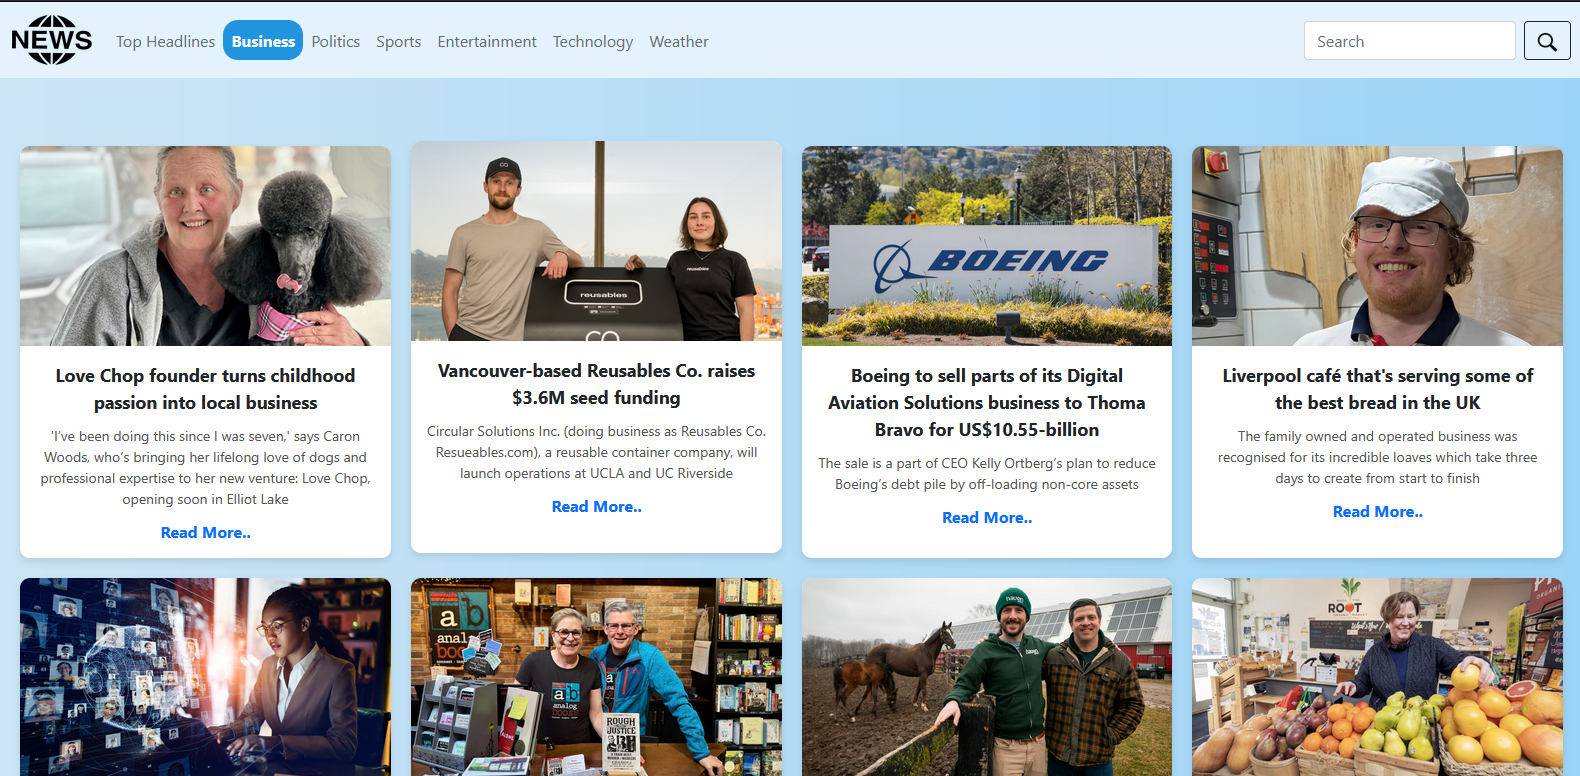 NEWS
Top Headlines
Business
Politics
Sports
Entertainment
Technology
Weather
Search
reusables
reusables
BOEING
Love Chop founder turns childhood
passion into local business
'I've been doing this since I was seven,' says Caron
Woods, who’s bringing her lifelong love of dogs and
professional expertise to her new venture: Love Chop,
opening soon in Elliot Lake
Read More..
Vancouver-based Reusables Co. raises
$3.6M seed funding
Circular Solutions Inc. (doing business as Reusables Co.
Resueables.com), a reusable container company, will
launch operations at UCLA and UC Riverside
Read More..
Boeing to sell parts of its Digital
Aviation Solutions business to Thoma
Bravo for US$10.55-billion
The sale is a part of CEO Kelly Ortberg’s plan to reduce
Boeing’s debt pile by off-loading non-core assets
Read More..
Liverpool café that's serving some of
the best bread in the UK
The family owned and operated business was
recognised for its incredible loaves which take three
days to create from start to finish
Read More..
ab
analog
books
ab
analog
books
ROUGH
JUSTICE
haven
ROOT